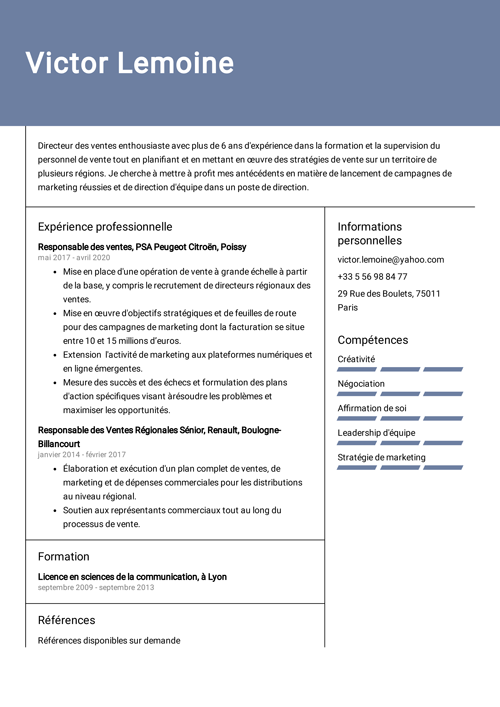 Victor Lemoine
Directeur des ventes enthousiaste avec plus de 6 ans d'expérience dans la formation et la supervision du
personnel de vente tout en planifiant et en mettant en œuvre des stratégies de vente sur un territoire de
plusieurs régions. Je cherche à mettre à profit mes antécédents en matière de lancement de campagnes de
marketing réussies et de direction d'équipe dans un poste de direction.
Expérience professionnelle
Responsable des ventes, PSA Peugeot Citroën, Poissy
mai 2017 - avril 2020
• Mise en place d'une opération de vente à grande échelle à partir
de la base, y compris le recrutement de directeurs régionaux des
ventes.
• Mise en œuvre d'objectifs stratégiques et de feuilles de route
pour des campagnes de marketing dont la facturation se situe
entre 10 et 15 millions d'euros.
• Extension l'activité de marketing aux plateformes numériques et
en ligne émergentes.
• Mesure des succès et des échecs et formulation des plans
d'action spécifiques visant àrésoudre les problèmes et
maximiser les opportunités.
Responsable des Ventes Régionales Sénior, Renault, Boulogne-
Billancourt
janvier 2014 - février 2017
• Élaboration et exécution d'un plan complet de ventes, de
marketing et de dépenses commerciales pour les distributions
au niveau régional.
• Soutien aux représentants commerciaux tout au long du
processus de vente.
Formation
Licence en sciences de la communication, à Lyon
septembre 2009 - septembre 2013
Références
Références disponibles sur demande
Informations
personnelles
victor.lemoine@yahoo.com
+33 5 56 98 84 77
29 Rue des Boulets, 75011
Paris
Compétences
Créativité
Négociation
Affirmation de soi
Leadership d'équipe
Stratégie de marketing